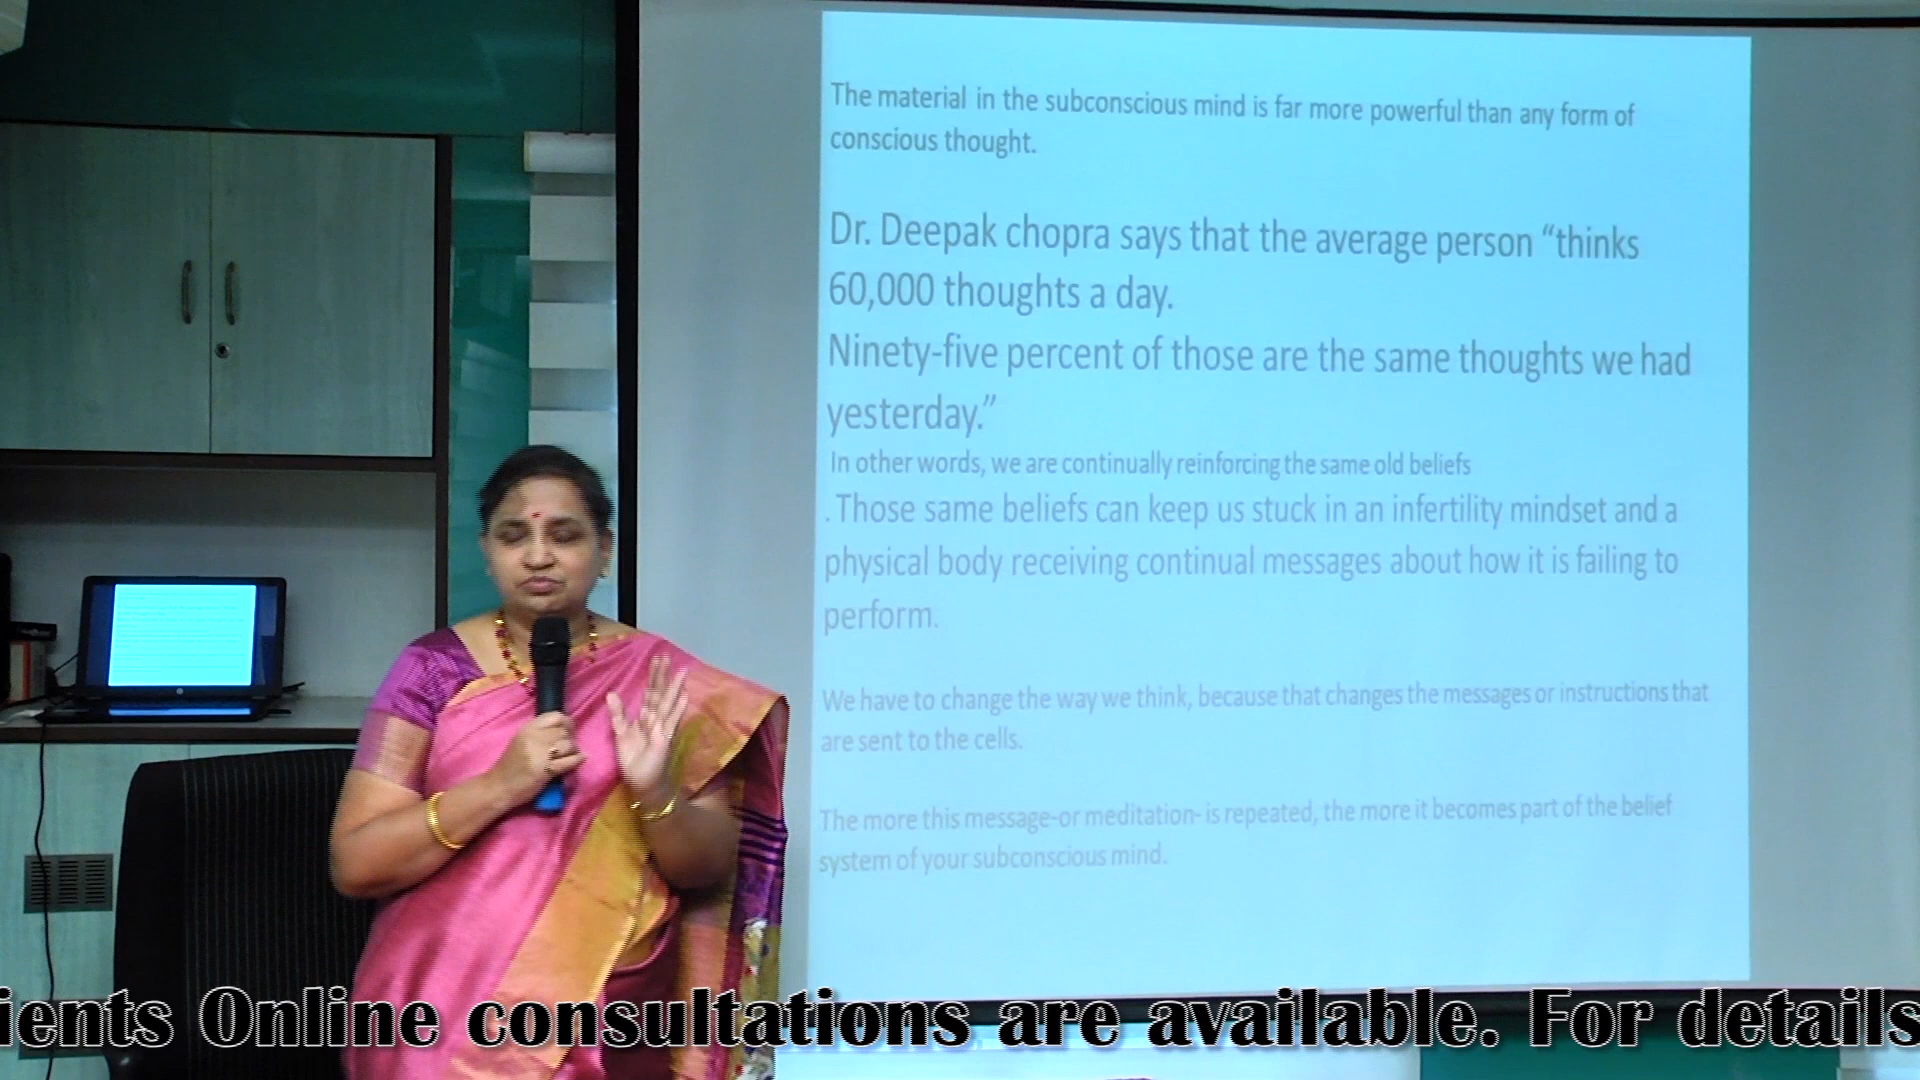 The material in the subconscious mind is far more powerful than any form of
conscious thought.
Dr. Deepak chopra says that the average person “thinks
60,000 thoughts a day.
Ninety-five percent of those are the same thoughts we had
yesterday.”
In other words, we are continually reinforcing the same old beliefs
. Those same beliefs can keep us stuck in an infertility mindset and a
physical body receiving continual messages about how it is failing to
perform.
We have to change the way we think, because that changes the messages or instructions that
are sent to the cells.
The more this message-or meditation- is repeated, the more it becomes part of the belief
system of your subconscious mind.
ients Online consultations are available. For details